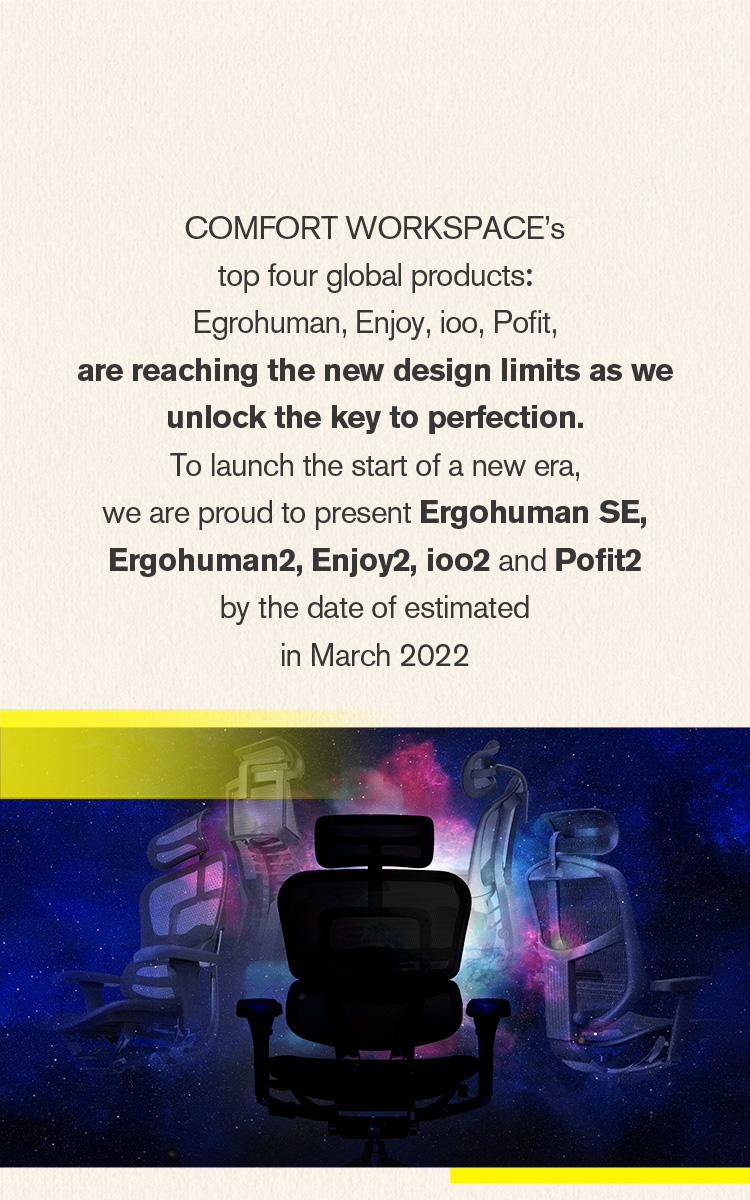 COMFORT WORKSPACE’s
top four global products:
Egrohuman, Enjoy, ioo, Pofit,
are reaching the new design limits as we
unlock the key to perfection.
To launch the start of a new era,
we are proud to present Ergohuman SE,
Ergohuman2, Enjoy2, ioo2 and Pofit2
by the date of estimated
in March 2022